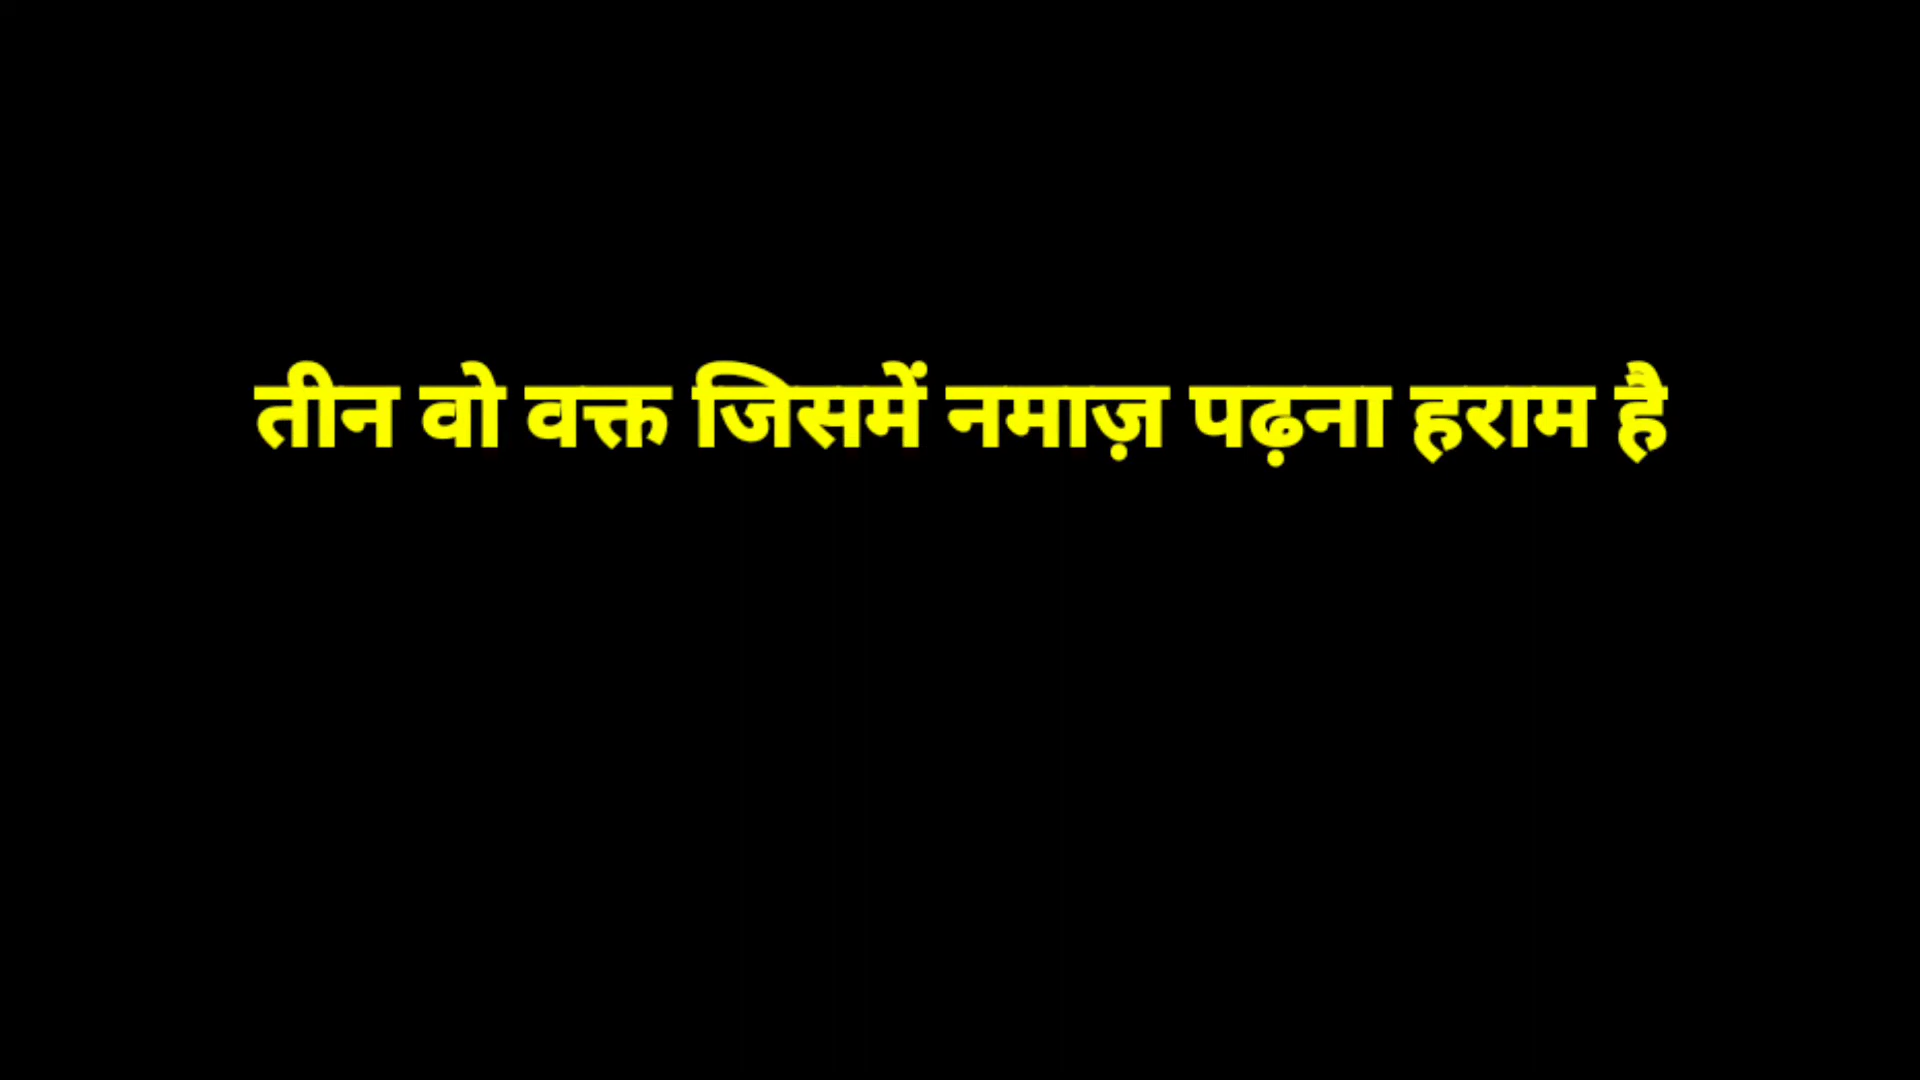 तीन वो वक्त जिसमें नमाज़ पढ़ना हराम है